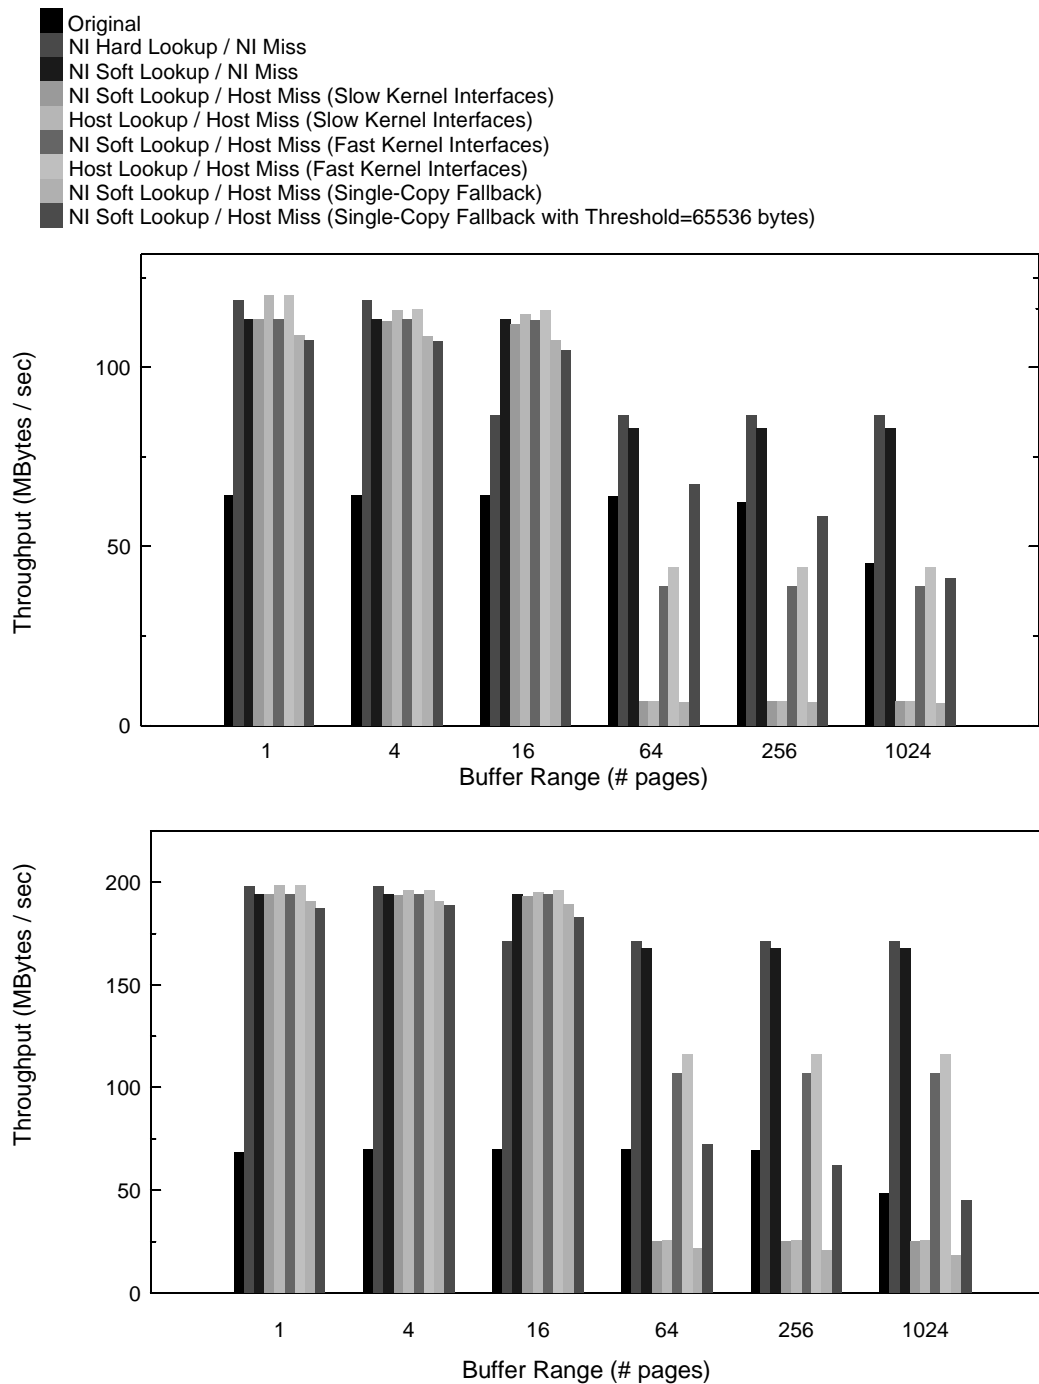 Original
NI Hard Lookup / NI Miss
NI Soft Lookup / NI Miss
NI Soft Lookup / Host Miss (Slow Kernel Interfaces)
Host Lookup / Host Miss (Slow Kernel Interfaces)
NI Soft Lookup / Host Miss (Fast Kernel Interfaces)
Host Lookup / Host Miss (Fast Kernel Interfaces)
NI Soft Lookup / Host Miss (Single-Copy Fallback)
NI Soft Lookup / Host Miss (Single-Copy Fallback with Threshold=65536 bytes)
Throughput (MBytes / sec)
100
50
0
1 4 16 64 256 1024
Buffer Range (# pages)
Throughput (MBytes / sec)
200
150
100
50
0
1 4 16 64 256 1024
Buffer Range (# pages)